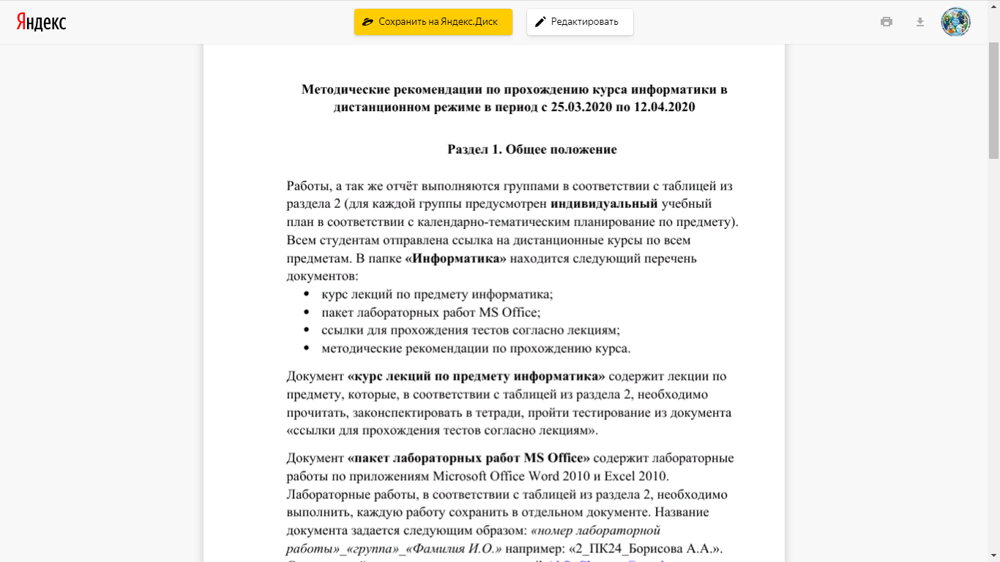 Яндекс
Сохранить на Яндекс.Диск
Редактировать
Методические рекомендации по прохождению курса информатики в
дистанционном режиме в период с 25.03.2020 по 12.04.2020
Раздел 1. Общее положение
Работы, а так же отчёт выполняются группами в соответствии с таблицей из
раздела 2 (для каждой группы предусмотрен индивидуальный учебный
план в соответствии с календарно-тематическим планирование по предмету).
Всем студентам отправлена ссылка на дистанционные курсы по всем
предметам. В папке «Информатика» находится следующий перечень
документов:
• курс лекций по предмету информатика;
• пакет лабораторных работ MS Office;
• ссылки для прохождения тестов согласно лекциям;
• методические рекомендации по прохождению курса.
Документ «курс лекций по предмету информатика» содержит лекции по
предмету, которые, в соответствии с таблицей из раздела 2, необходимо
прочитать, законспектировать в тетради, пройти тестирование из документа
«ссылки для прохождения тестов согласно лекциям».
Документ «пакет лабораторных работ MS Office» содержит лабораторные
работы по приложениям Microsoft Office Word 2010 и Excel 2010.
Лабораторные работы, в соответствии с таблицей из раздела 2, необходимо
выполнить, каждую работу сохранить в отдельном документе. Название
документа задается следующим образом: «номер лабораторной
работы»_«группа»_«Фамилия И.О.» например: «2_ПК24_Борисова А.А.».